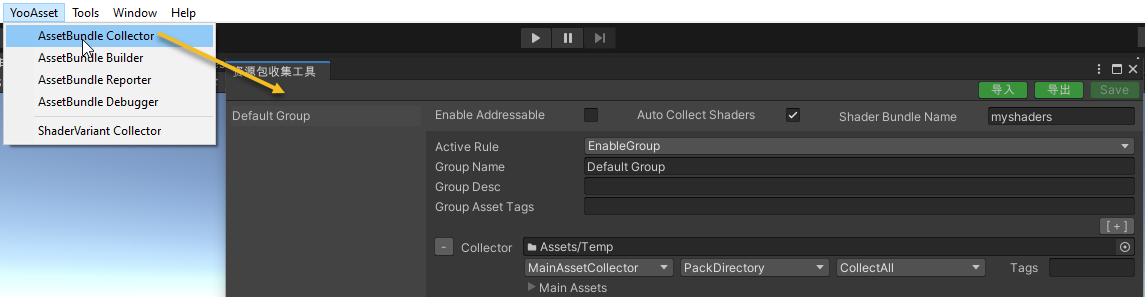 YooAsset Tools Window Help
AssetBundle Collector
AssetBundle Builder
AssetBundle Reporter
AssetBundle Debugger
ShaderVariant Collector
资源包收集工具
导入 导出 Save
Default Group
Enable Addressable Auto Collect Shaders Shader Bundle Name myshaders
Active Rule EnableGroup
Group Name Default Group
Group Desc
Group Asset Tags
[+]
- Collector Assets/Temp
MainAssetCollector PackDirectory CollectAll Tags
Main Assets